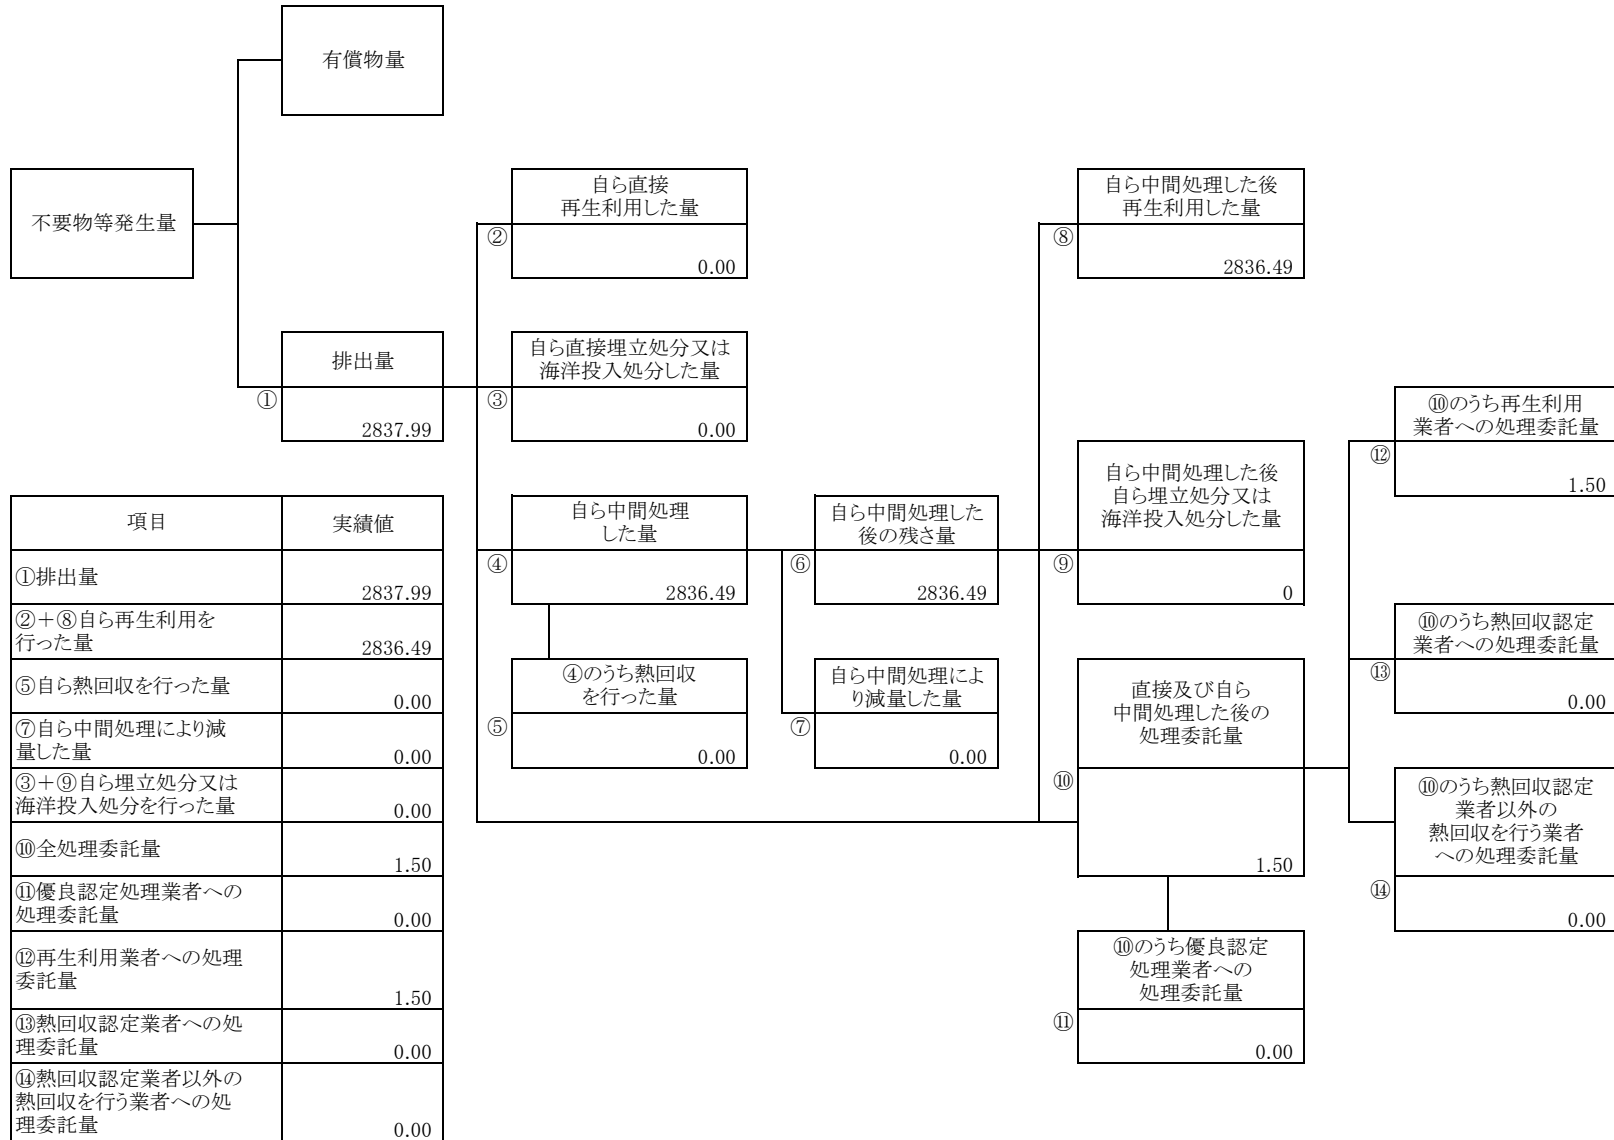 有償物量
不要物等発生量
排出量
①
2837.99
自ら直接
再生利用した量
②
0.00
自ら直接埋立処分又は
海洋投入処分した量
③
0.00
自ら中間処理
した量
④
2836.49
④のうち熱回収
を行った量
⑤
0.00
自ら中間処理した
後の残さ量
⑥
2836.49
自ら中間処理によ
り減量した量
⑦
0.00
自ら中間処理した後
再生利用した量
⑧
2836.49
自ら中間処理した後
自ら埋立処分又は
海洋投入処分した量
⑨
0
直接及び自ら
中間処理した後の
処理委託量
⑩
1.50
⑩のうち優良認定
処理業者への
処理委託量
⑪
0.00
⑩のうち再生利用
業者への処理委託量
⑫
1.50
⑩のうち熱回収認定
業者への処理委託量
⑬
0.00
⑩のうち熱回収認定
業者以外の
熱回収を行う業者
への処理委託量
⑭
0.00
項目
実績値
①排出量
2837.99
②＋⑧自ら再生利用を
行った量
2836.49
⑤自ら熱回収を行った量
0.00
⑦自ら中間処理により減
量した量
0.00
③＋⑨自ら埋立処分又は
海洋投入処分を行った量
0.00
⑩全処理委託量
1.50
⑪優良認定処理業者への
処理委託量
0.00
⑫再生利用業者への処理
委託量
1.50
⑬熱回収認定業者への処
理委託量
0.00
⑭熱回収認定業者以外の
熱回収を行う業者への処
理委託量
0.00